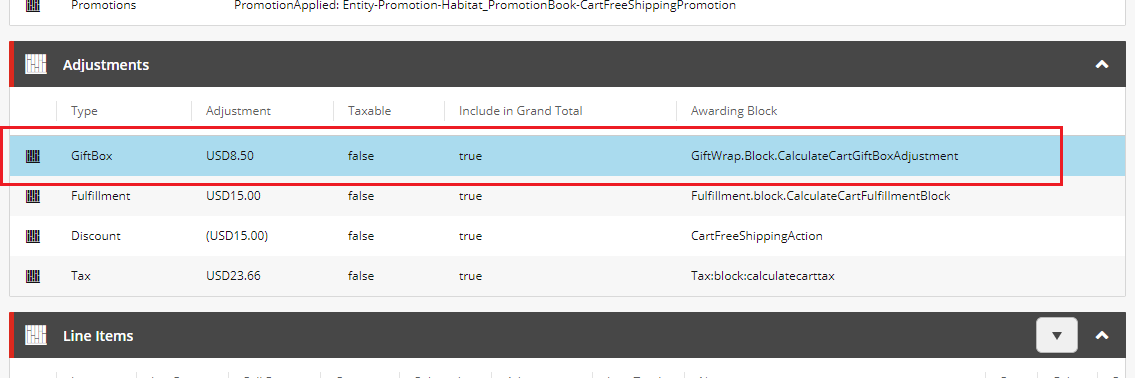 Promotions PromotionApplied: Entity-Promotion-Habitat_PromotionBook-CartFreeShippingPromotion
Adjustments
Type Adjustment Taxable Include in Grand Total Awarding Block
GiftBox USD8.50 false true GiftWrap.Block.CalculateCartGiftBoxAdjustment
Fulfillment USD15.00 false true Fulfillment.block.CalculateCartFulfillmentBlock
Discount (USD15.00) false true CartFreeShippingAction
Tax USD23.66 false true Tax:block:calculatecarttax
Line Items